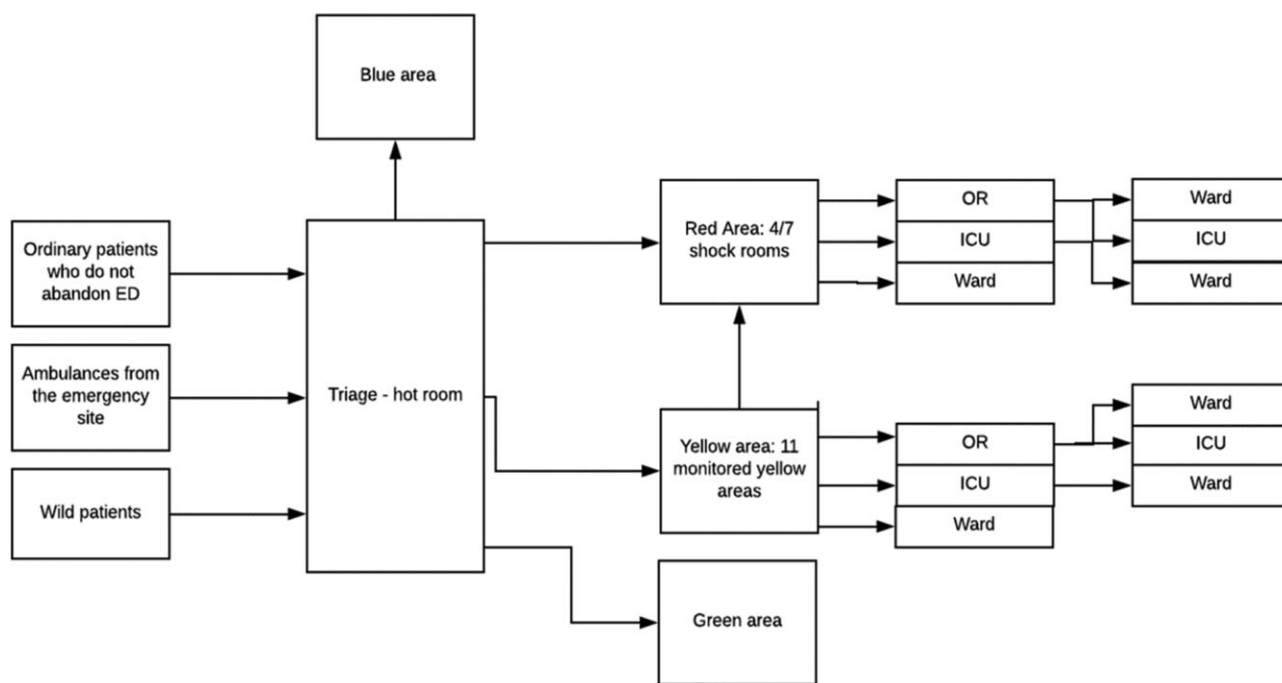 Blue area
Ordinary patients
who do not
abandon ED
Ambulances from
the emergency
site
Wild patients
Triage - hot room
Red Area: 4/7
shock rooms
OR
ICU
Ward
Ward
ICU
Ward
Yellow area: 11
monitored yellow
areas
OR
ICU
Ward
Ward
ICU
Ward
Green area